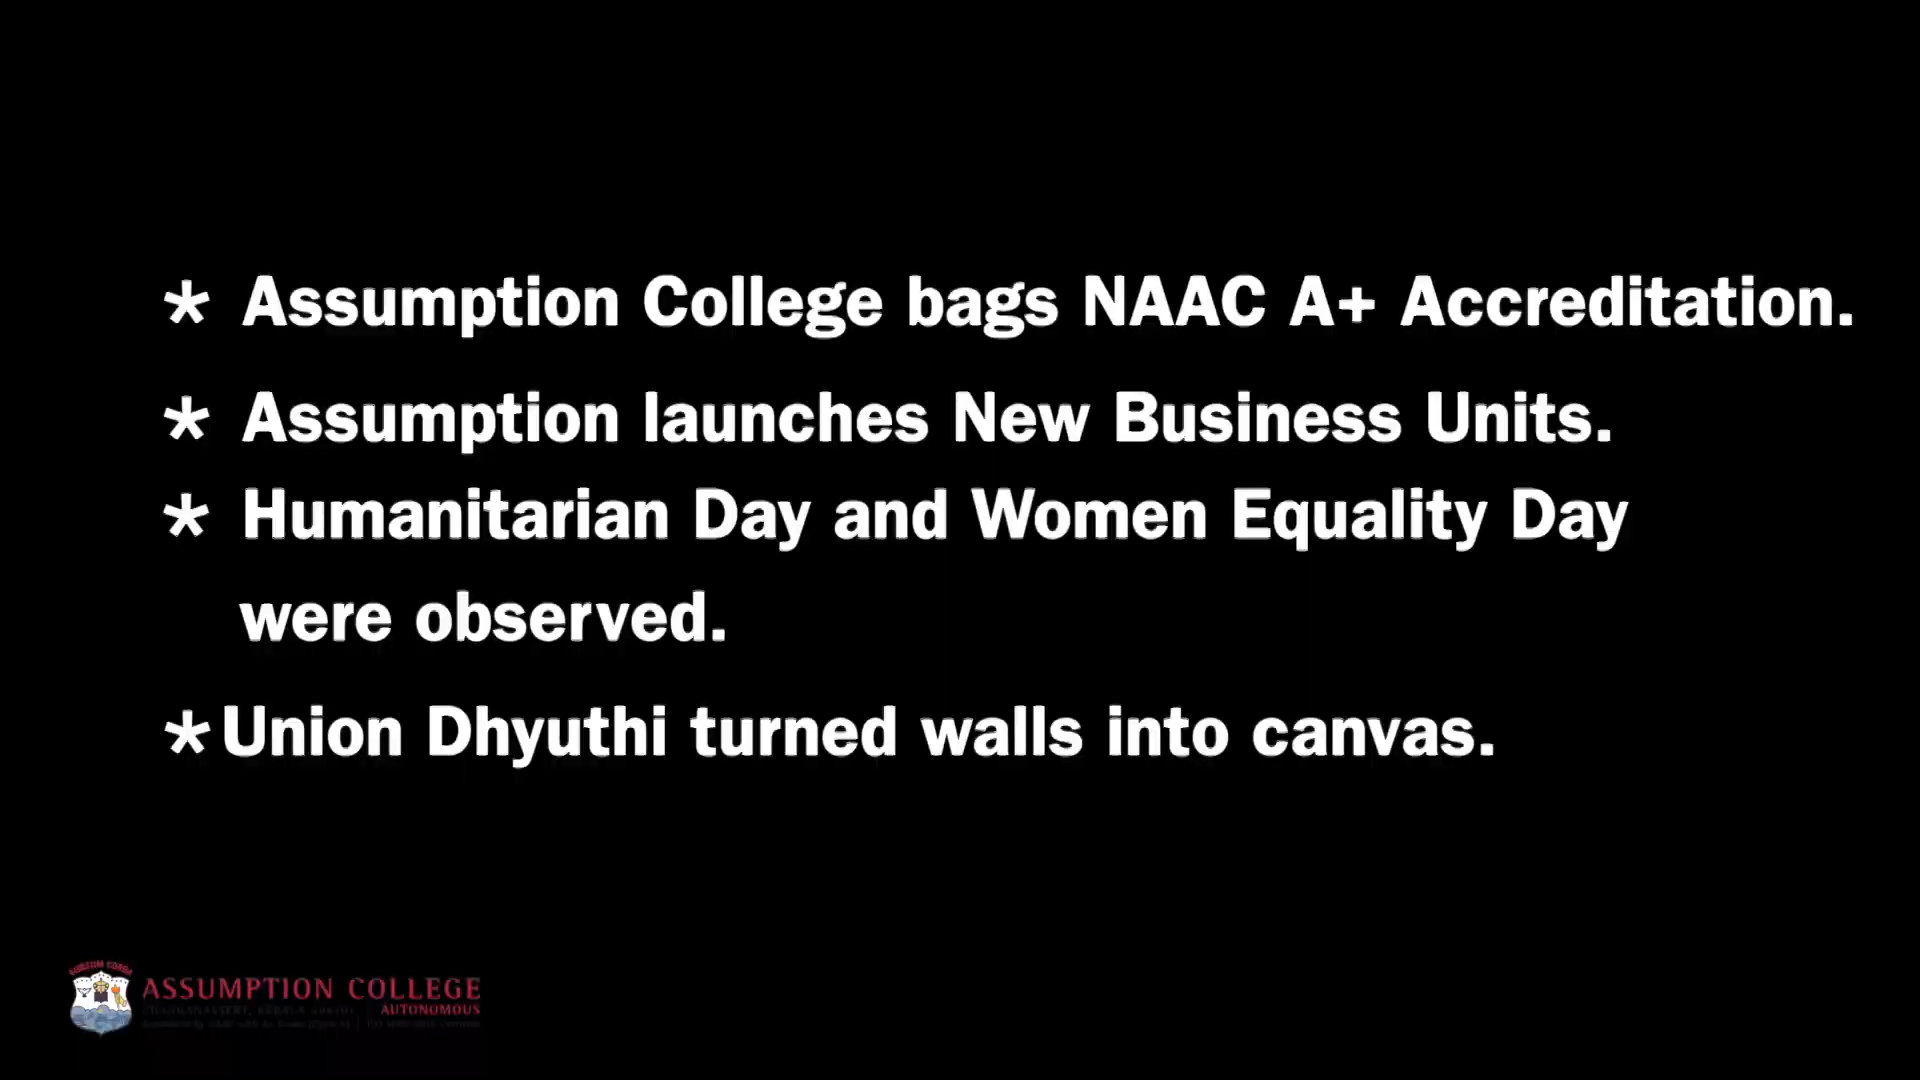 * Assumption College bags NAAC A+ Accreditation.
* Assumption launches New Business Units.
* Humanitarian Day and Women Equality Day
were observed.
*Union Dhyuthi turned walls into canvas.
ASSUMPTION COLLEGE
AUTONOMOUS